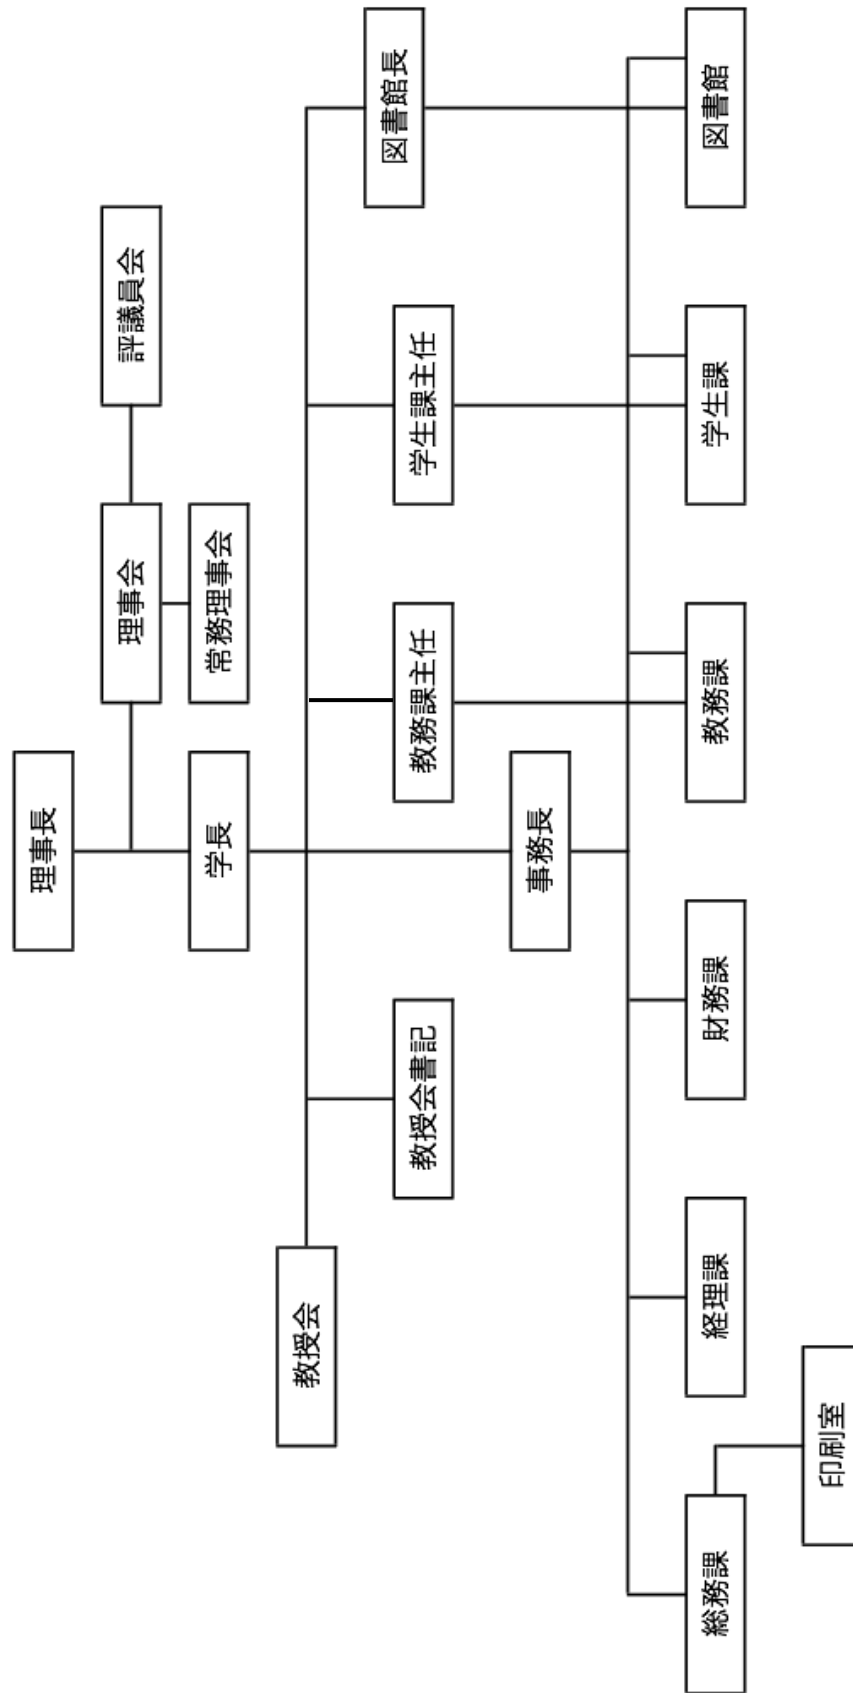 理事長
理事会
評議員会
学長
常務理事会
教授会
教授会書記
教務課主任
学生課主任
図書館長
事務長
総務課
経理課
財務課
教務課
学生課
図書館
印刷室